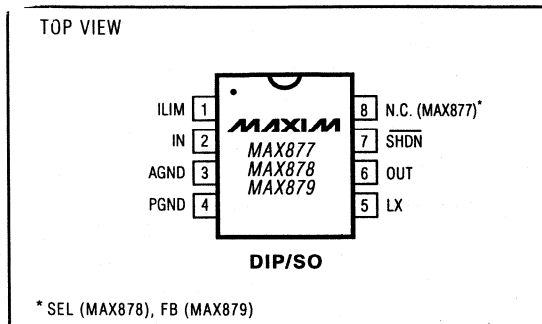 TOP VIEW
ILIM 1
IN 2
AGND 3
PGND 4
MAXIM
MAX877
MAX878
MAX879
8 N.C. (MAX877)*
7 SHDN
6 OUT
5 LX
DIP/SO
* SEL (MAX878), FB (MAX879)